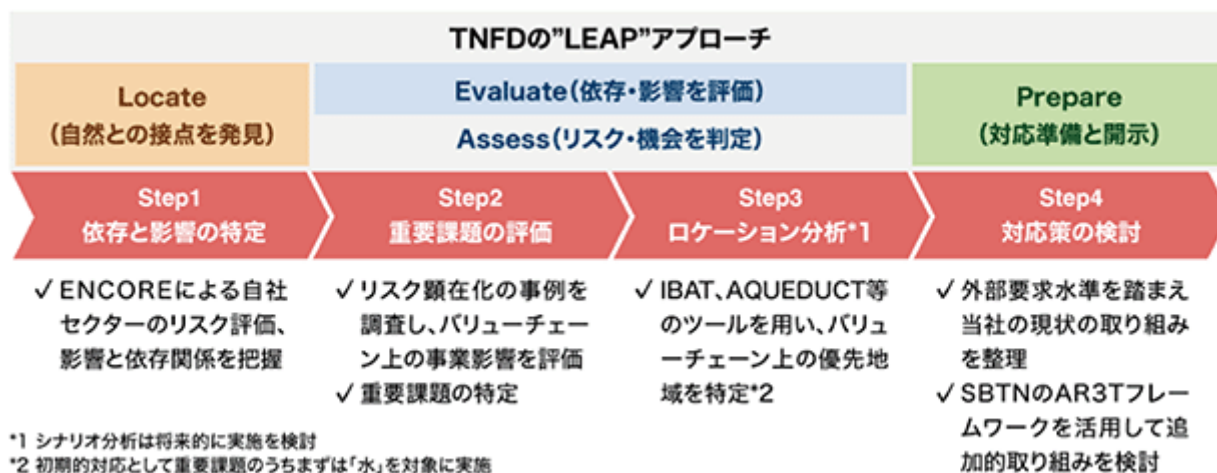 TNFDの”LEAP”アプローチ
Locate
(自然との接点を発見)
Evaluate(依存・影響を評価)
Assess(リスク・機会を判定)
Prepare
(対応準備と開示)
Step1
依存と影響の特定
Step2
重要課題の評価
Step3
ロケーション分析*1
Step4
対応策の検討
✓ENCOREによる自社
セクターのリスク評価、
影響と依存関係を把握
✓リスク顕在化の事例を
調査し、バリューチェー
ン上の事業影響を評価
✓重要課題の特定
✓IBAT、AQUEDUCT等
のツールを用い、バリュ
ーチェーン上の優先地
域を特定*2
✓外部要求水準を踏まえ
当社の現状の取り組み
を整理
✓SBTNのAR3Tフレー
ムワークを活用して追
加的取り組みを検討
*1 シナリオ分析は将来的に実施を検討
*2 初期的対応として重要課題のうちまずは「水」を対象に実施